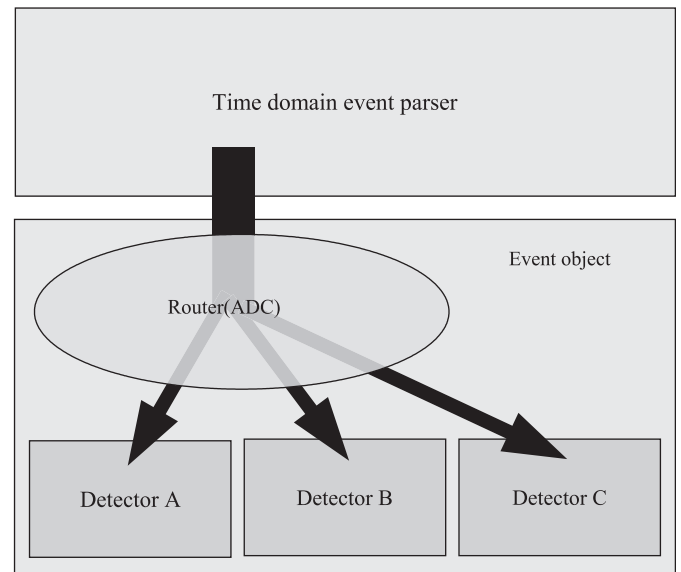 Time domain event parser
Event object
Router(ADC)
Detector A
Detector B
Detector C